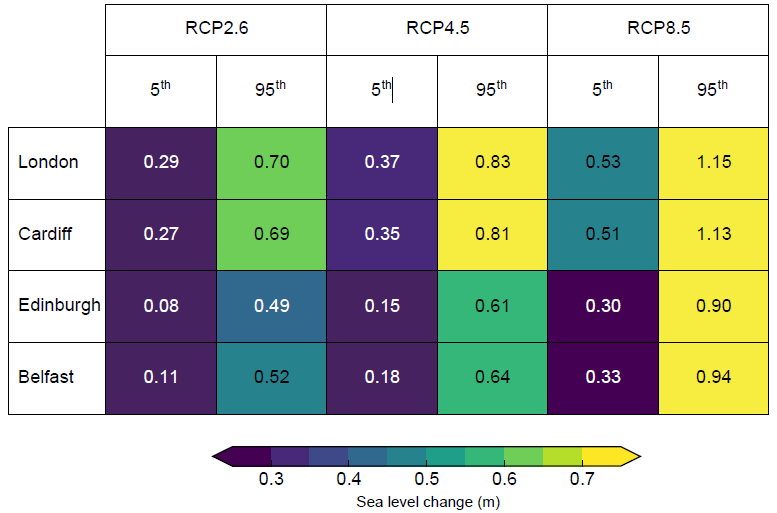 RCP2.6 RCP4.5 RCP8.5
5th 95th 5th 95th 5th 95th
London 0.29 0.70 0.37 0.83 0.53 1.15
Cardiff 0.27 0.69 0.35 0.81 0.51 1.13
Edinburgh 0.08 0.49 0.15 0.61 0.30 0.90
Belfast 0.11 0.52 0.18 0.64 0.33 0.94
0.3 0.4 0.5 0.6 0.7
Sea level change (m)